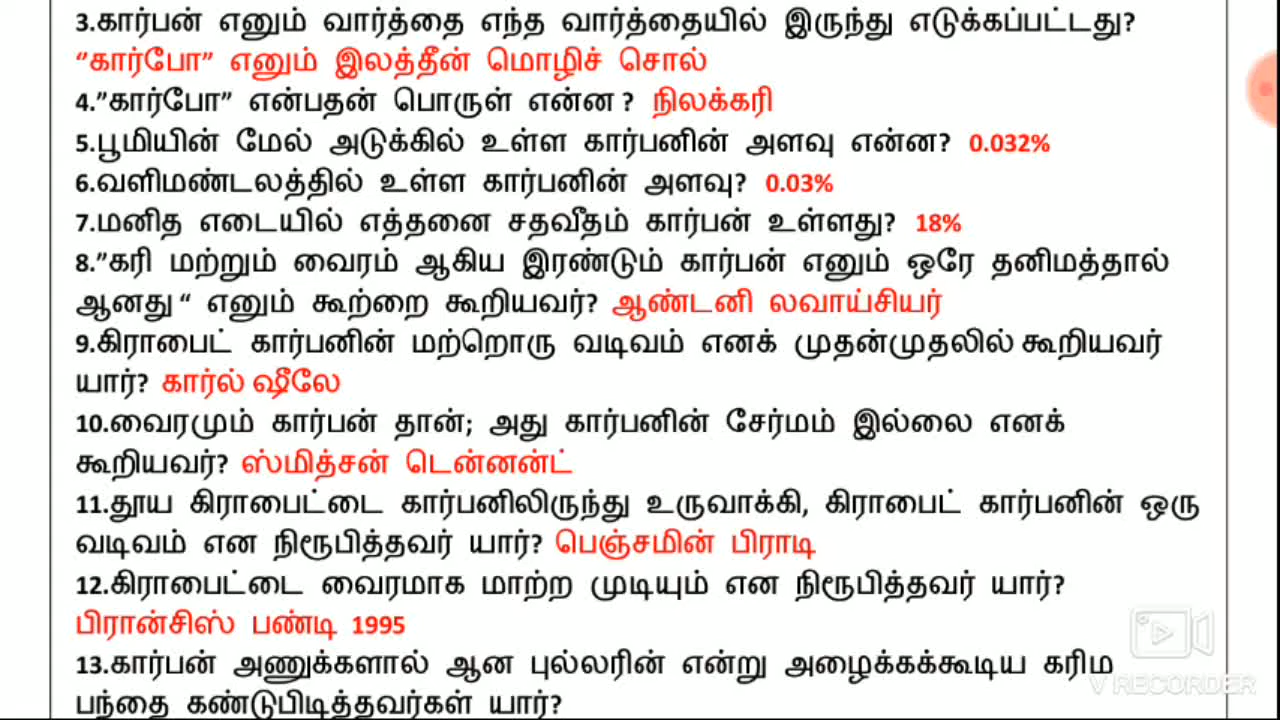 3.கார்பன் எனும் வார்த்தை எந்த வார்த்தையில் இருந்து எடுக்கப்பட்டது?
“கார்போ” எனும் இலத்தீன் மொழிச் சொல்
4.”கார்போ” என்பதன் பொருள் என்ன? நிலக்கரி
5.பூமியின் மேல் அடுக்கில் உள்ள கார்பனின் அளவு என்ன? 0.032%
6.வளிமண்டலத்தில் உள்ள கார்பனின் அளவு? 0.03%
7.மனித எடையில் எத்தனை சதவீதம் கார்பன் உள்ளது? 18%
8.”கரி மற்றும் வைரம் ஆகிய இரண்டும் கார்பன் எனும் ஒரே தனிமத்தால்
ஆனது“ எனும் கூற்றை கூறியவர்? ஆண்டனி லவாய்சியர்
9.கிராபைட் கார்பனின் மற்றொரு வடிவம் எனக் முதன்முதலில் கூறியவர்
யார்? கார்ல் ஷீலே
10.வைரமும் கார்பன் தான்; அது கார்பனின் சேர்மம் இல்லை எனக்
கூறியவர்? ஸ்மித்சன் டென்னன்ட்
11.தூய கிராபைட்டை கார்பனிலிருந்து உருவாக்கி, கிராபைட் கார்பனின் ஒரு
வடிவம் என நிரூபித்தவர் யார்? பெஞ்சமின் பிராடி
12.கிராபைட்டை வைரமாக மாற்ற முடியும் என நிரூபித்தவர் யார்?
பிரான்சிஸ் பண்டி 1995
13.கார்பன் அணுக்களால் ஆன புல்லரின் என்று அழைக்கக்கூடிய கரிம
பந்தை கண்டுபிடித்தவர்கள் யார்?
V RECORDER